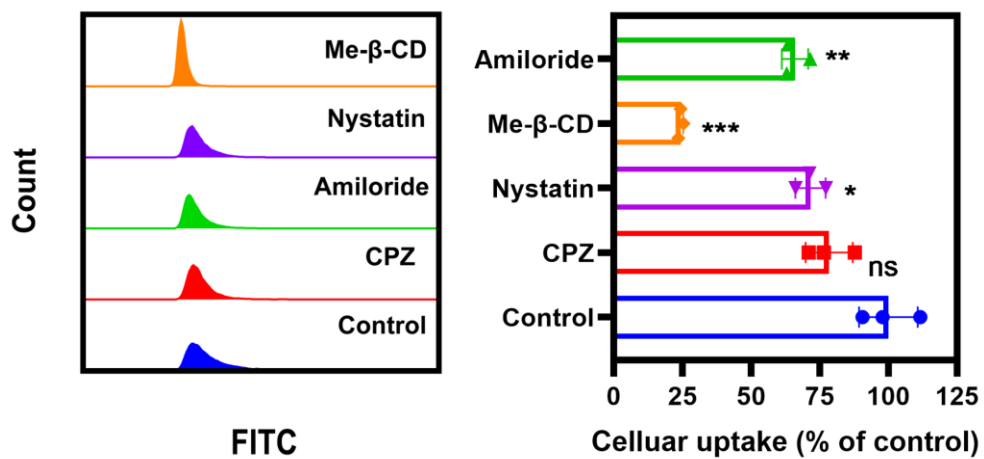 Count
Me-β-CD
Nystatin
Amiloride
CPZ
Control
FITC
Amiloride
**
Me-β-CD
***
Nystatin
*
CPZ
ns
Control
0 25 50 75 100 125
Celluar uptake (% of control)